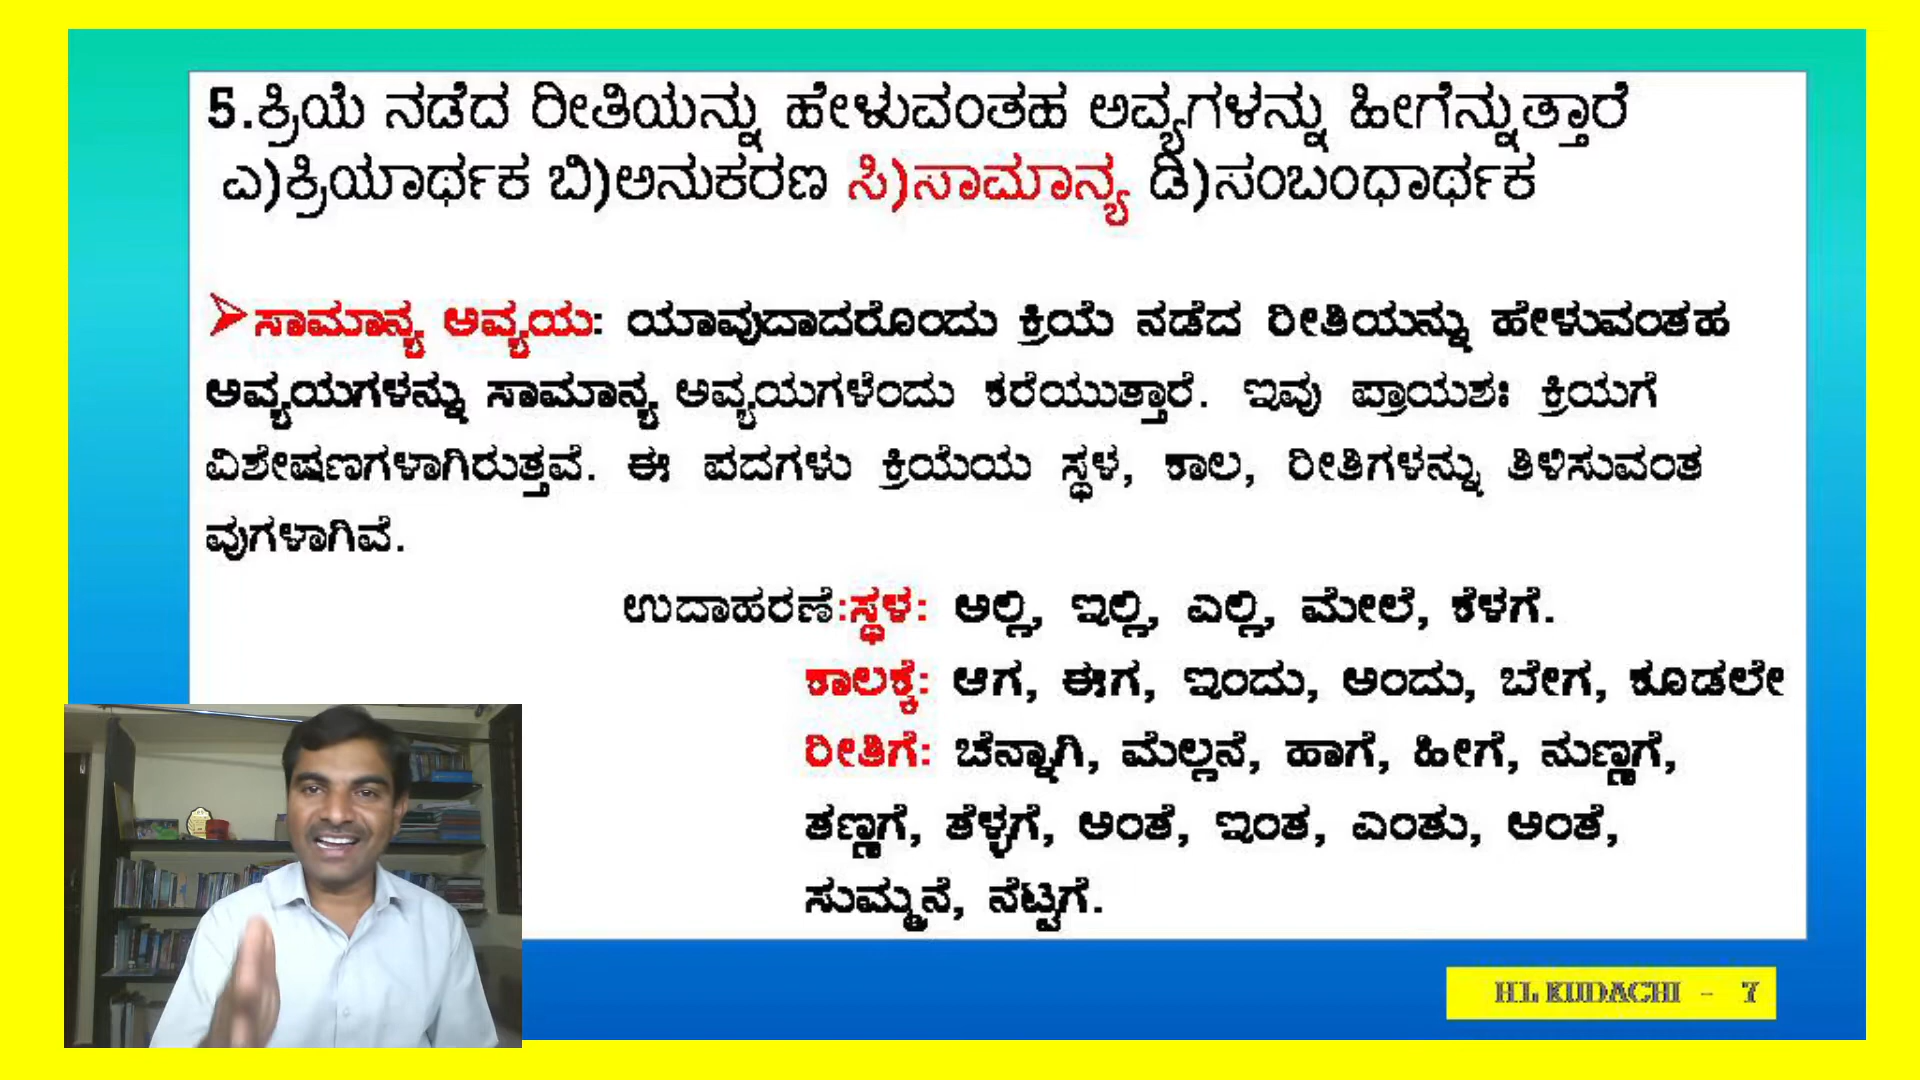 5.ಕ್ರಿಯೆ ನಡೆದ ರೀತಿಯನ್ನು ಹೇಳುವಂತಹ ಅವ್ಯಗಳನ್ನು ಹೀಗೆನ್ನುತ್ತಾರೆ
ಎ)ಕ್ರಿಯಾರ್ಥಕ ಬಿ)ಅನುಕರಣ ಸಿ)ಸಾಮಾನ್ಯ ಡಿ)ಸಂಬಂಧಾರ್ಥಕ
➢ಸಾಮಾನ್ಯ ಅವ್ಯಯ: ಯಾವುದಾದರೊಂದು ಕ್ರಿಯೆ ನಡೆದ ರೀತಿಯನ್ನು ಹೇಳುವಂತಹ
ಅವ್ಯಯಗಳನ್ನು ಸಾಮಾನ್ಯ ಅವ್ಯಯಗಳೆಂದು ಕರೆಯುತ್ತಾರೆ. ಇವು ಪ್ರಾಯಶಃ ಕ್ರಿಯಗೆ
ವಿಶೇಷಣಗಳಾಗಿರುತ್ತವೆ. ಈ ಪದಗಳು ಕ್ರಿಯೆಯ ಸ್ಥಳ, ಕಾಲ, ರೀತಿಗಳನ್ನು ತಿಳಿಸುವಂತ
ವುಗಳಾಗಿವೆ.
ಉದಾಹರಣೆ:ಸ್ಥಳ: ಅಲ್ಲಿ, ಇಲ್ಲಿ, ಎಲ್ಲಿ, ಮೇಲೆ, ಕೆಳಗೆ.
ಕಾಲಕ್ಕೆ: ಆಗ, ಈಗ, ಇಂದು, ಅಂದು, ಬೇಗ, ಕೂಡಲೇ
ರೀತಿಗೆ: ಚೆನ್ನಾಗಿ, ಮೆಲ್ಲನೆ, ಹಾಗೆ, ಹೀಗೆ, ನುಣ್ಣಗೆ,
ತಣ್ಣಗೆ, ತೆಳ್ಳಗೆ, ಅಂತೆ, ಇಂತ, ಎಂತು, ಅಂತೆ,
ಸುಮ್ಮನೆ, ನೆಟ್ಟಗೆ.
HL KUDACHI - 7